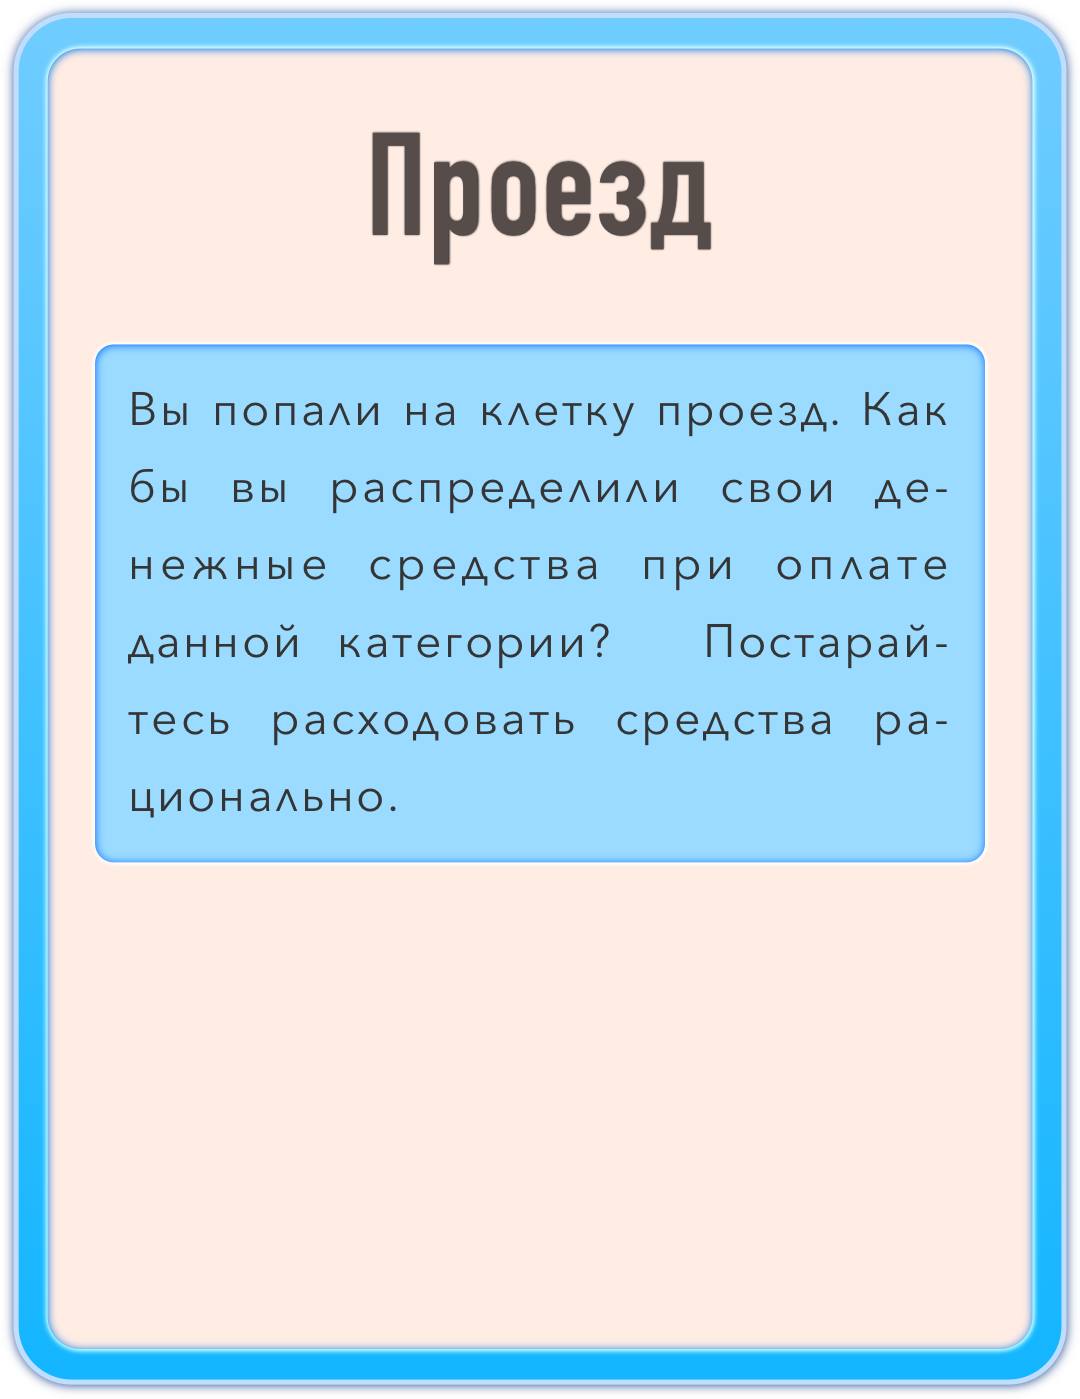 Проезд
Вы попали на клетку проезд. Как
бы вы распределили свои де-
нежные средства при оплате
данной категории? Постарай-
тесь расходовать средства ра-
ционально.